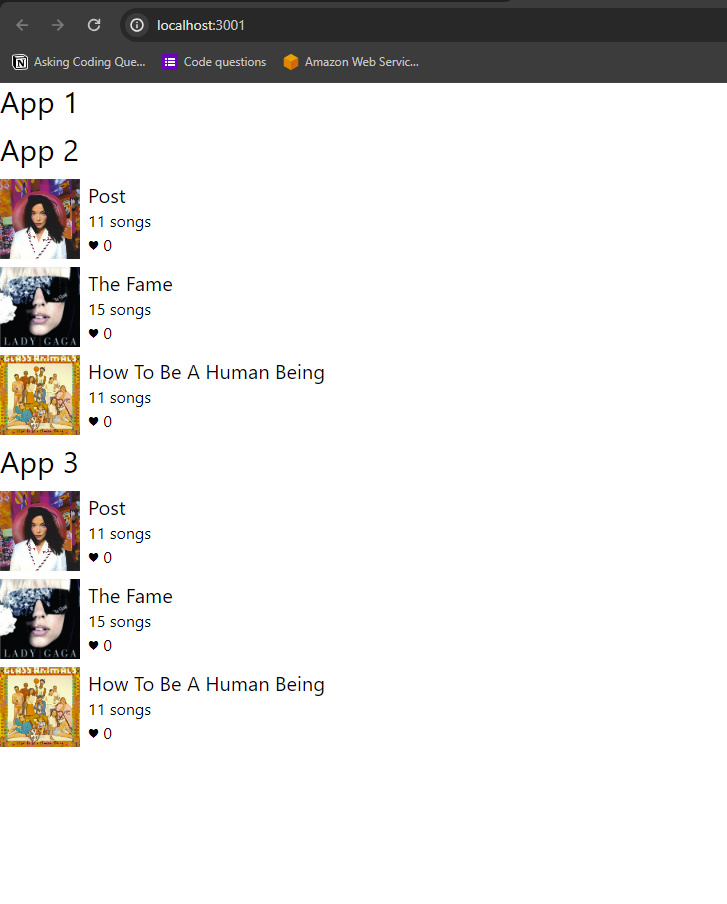 localhost:3001
Asking Coding Que...
Code questions
Amazon Web Servic...
App 1
App 2
Post
11 songs
0
LADY GAGA
The Fame
15 songs
0
GLASS ANIMALS
How To Be A Human Being
11 songs
0
App 3
Post
11 songs
0
LADY GAGA
The Fame
15 songs
0
GLASS ANIMALS
How To Be A Human Being
11 songs
0